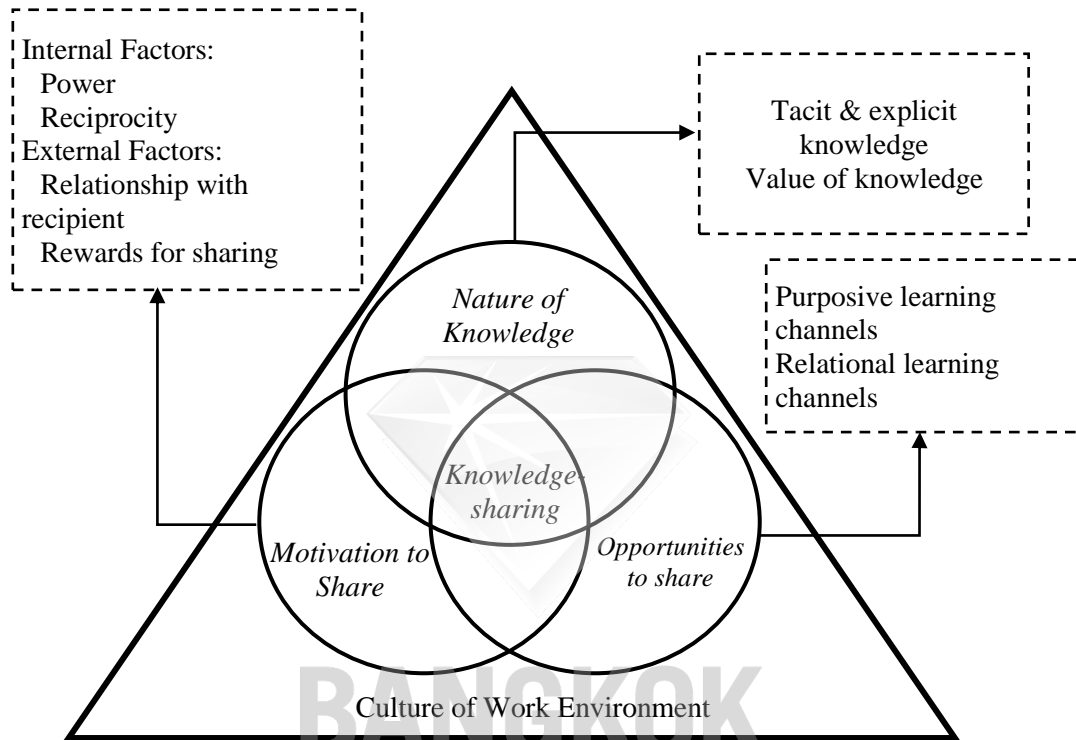 Internal Factors:
Power
Reciprocity
External Factors:
Relationship with
recipient
Rewards for sharing
Tacit & explicit
knowledge
Value of knowledge
Purposive learning
channels
Relational learning
channels
Nature of
Knowledge
Knowledge-
sharing
Motivation to
Share
Opportunities
to share
Culture of Work Environment
BANGKOK